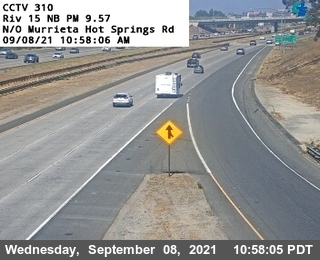 CCTV 310
Riv 15 NB PM 9.57
N/O Murrieta Hot Springs Rd
09/08/21 10:58:06 AM
Wednesday, September 08, 2021 10:58:05 PDT